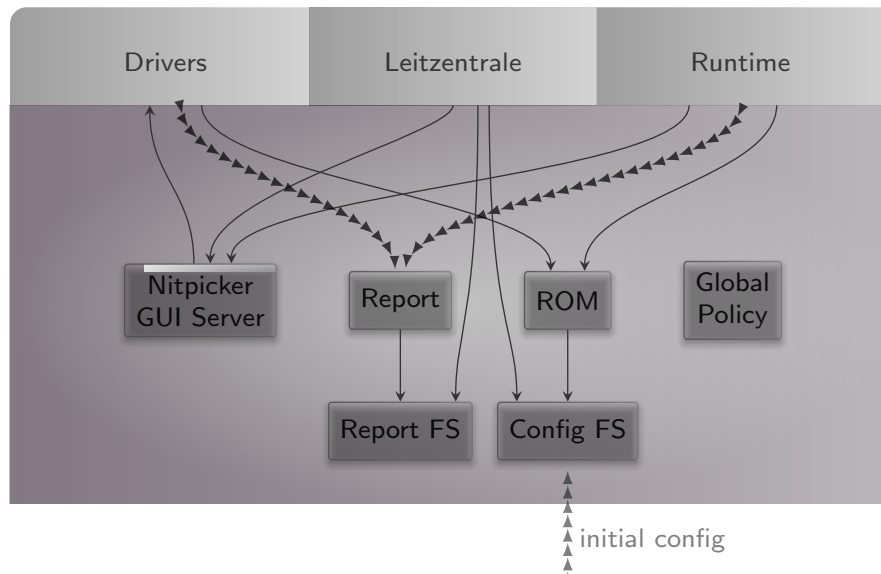 Drivers
Leitzentrale
Runtime
Nitpicker
GUI Server
Report
ROM
Global
Policy
Report FS
Config FS
initial config